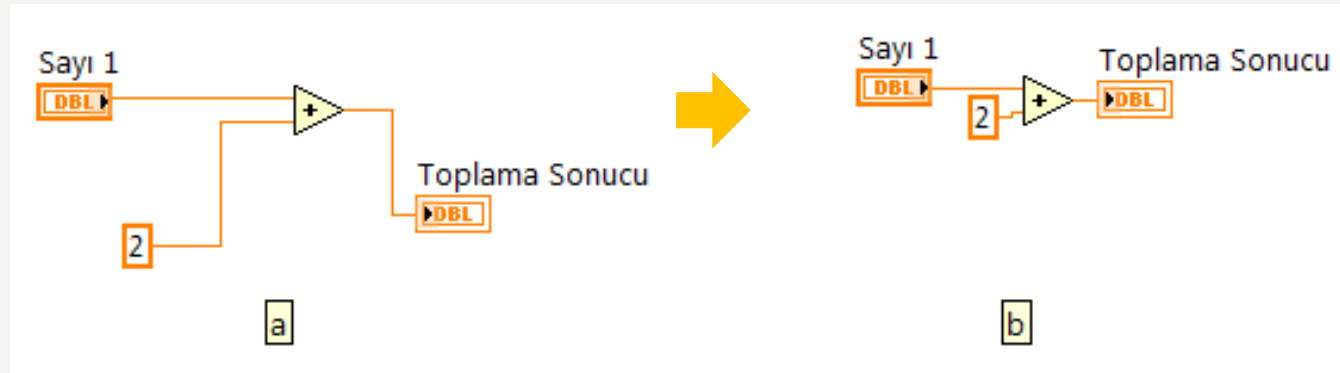 Sayı 1
DBL
+
Toplama Sonucu
DBL
2
a
Sayı 1
DBL
2
+
Toplama Sonucu
DBL
b